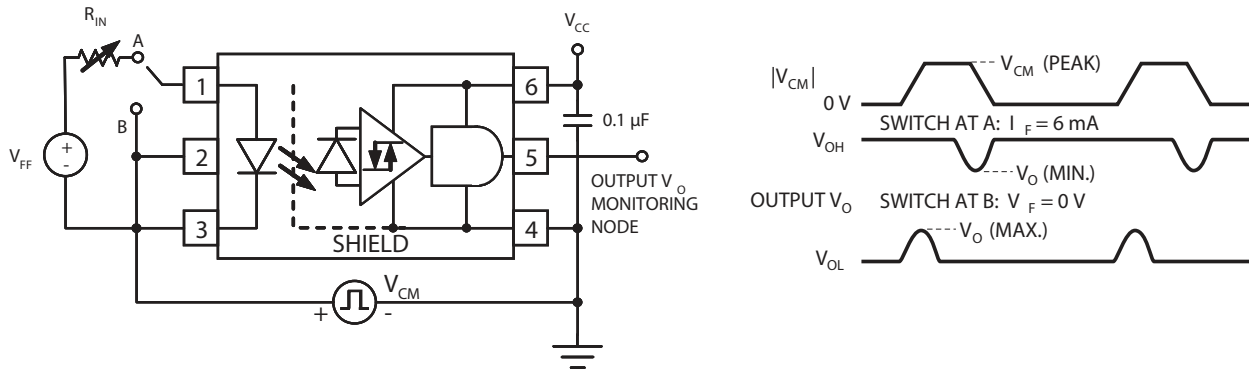 R IN
A
B
V FF
+
-
1
2
3
SHIELD
6
5
4
V CC
0.1 µF
OUTPUT V O
MONITORING
NODE
V CM
+
-
|V CM|
V CM (PEAK)
0 V
SWITCH AT A: I F = 6 mA
V OH
V O (MIN.)
OUTPUT V O
SWITCH AT B: V F = 0 V
V O (MAX.)
V OL